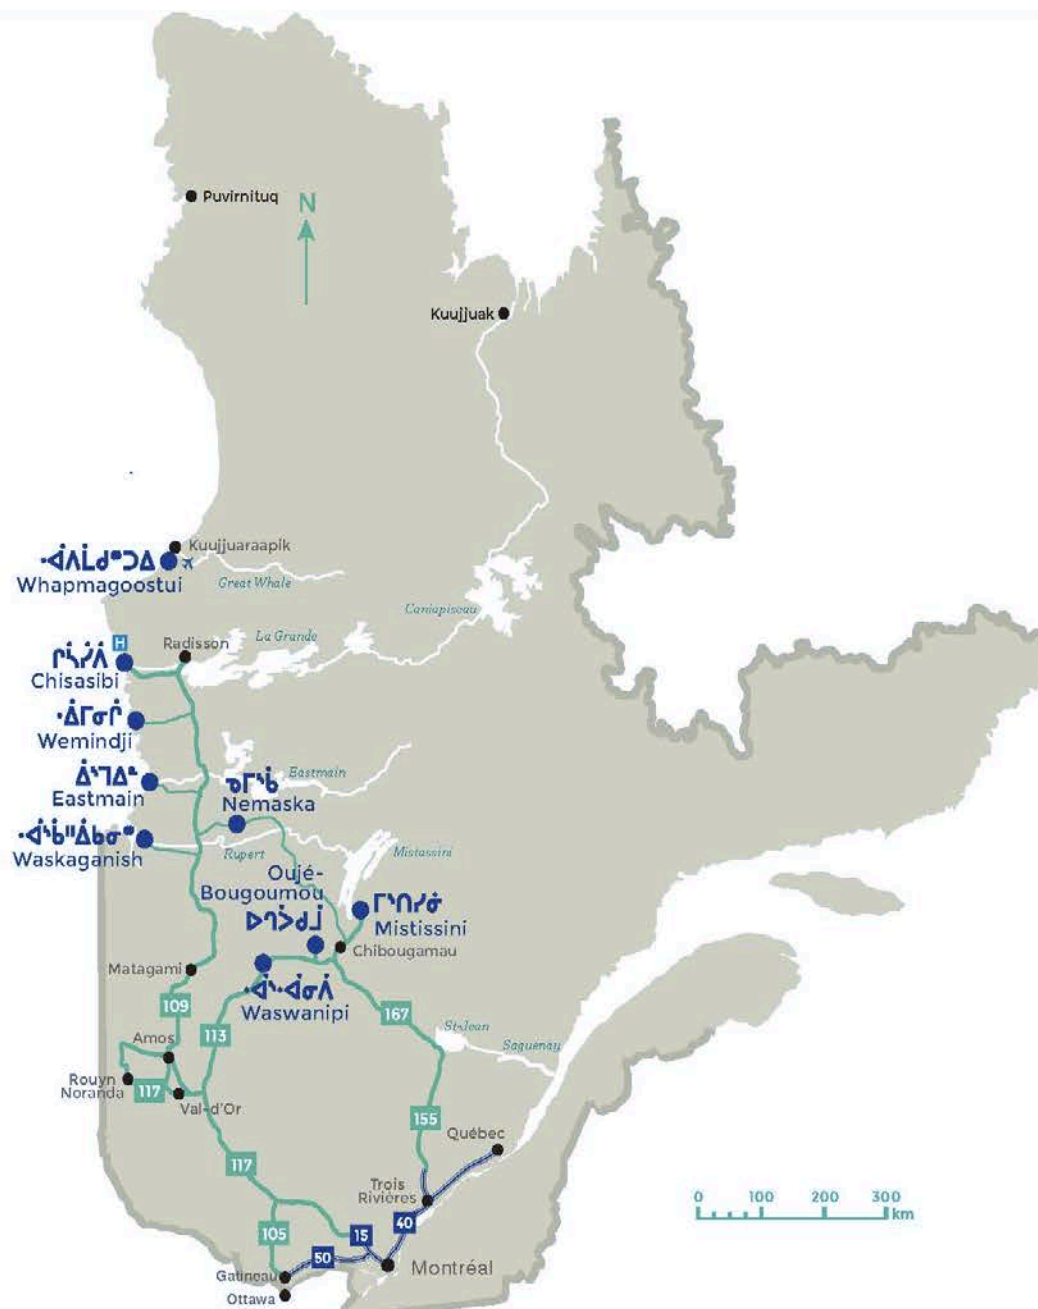 Puvirnituq
N
Kuujjuak
Kuujjuaraapik
ᐧᐋᐱᒫᑯᔥᑐᐃ
Whapmagoostui
Great Whale
Caniapiscau
H
Radisson
La Grande
ᒋᓵᓰᐲ
Chisasibi
ᐧᐄᒥᓂᒌ
Wemindji
ᐄᔅᒣᐃᓐ
Eastmain
Eastmain
ᓀᒥᔅᑳ
Nemaska
ᐧᐋᔅᑳᐦᐄᑲᓂᔥ
Waskaganish
Rupert
Mistassini
Oujé-
Bougoumou
ᐅᒉᐳᑯᒨ
ᒥᔅᑎᓯᓃ
Mistissini
Chibougamau
Matagami
ᐧᐋᔅᐧᐋᓂᐲ
Waswanipi
109
167
113
St-Jean
Amos
Saguenay
Rouyn
Noranda
117
Val-d'Or
155
Québec
117
Trois
Rivières
0 100 200 300
km
105
15
40
50
Montréal
Gatineau
Ottawa